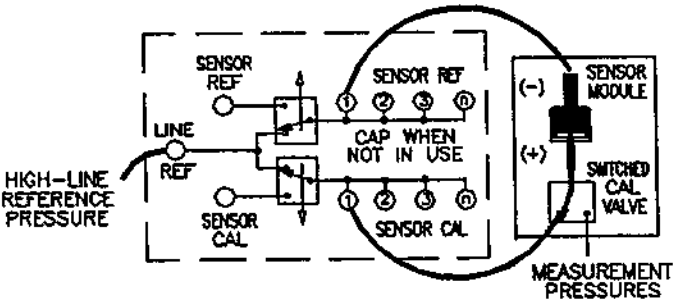 SENSOR
REF
SENSOR REF
1 2 3 n
CAP WHEN
NOT IN USE
LINE
REF
HIGH-LINE
REFERENCE
PRESSURE
SENSOR
CAL
1 2 3 n
SENSOR CAL
(-)
SENSOR
MODULE
(+)
SWITCHED
CAL
VALVE
MEASUREMENT
PRESSURES